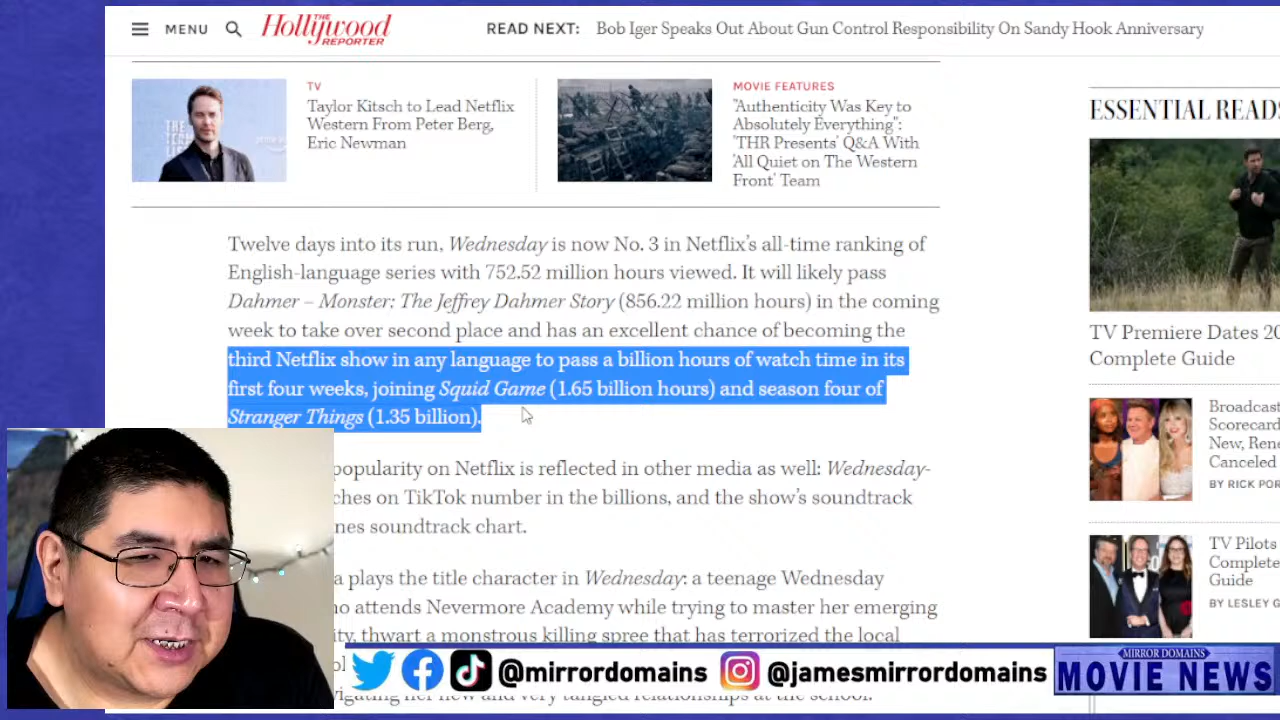 MENU
THE
Hollywood
REPORTER
READ NEXT: Bob Iger Speaks Out About Gun Control Responsibility On Sandy Hook Anniversary
TV
Taylor Kitsch to Lead Netflix
Western From Peter Berg,
Eric Newman
MOVIE FEATURES
"Authenticity Was Key to
Absolutely Everything":
'THR Presents' Q&A With
'All Quiet on The Western
Front' Team
Twelve days into its run, Wednesday is now No. 3 in Netflix's all-time ranking of
English-language series with 752.52 million hours viewed. It will likely pass
Dahmer – Monster: The Jeffrey Dahmer Story (856.22 million hours) in the coming
week to take over second place and has an excellent chance of becoming the
third Netflix show in any language to pass a billion hours of watch time in its
first four weeks, joining Squid Game (1.65 billion hours) and season four of
Stranger Things (1.35 billion).
popularity on Netflix is reflected in other media as well: Wednesday-
ches on TikTok number in the billions, and the show's soundtrack
nes soundtrack chart.
a plays the title character in Wednesday: a teenage Wednesday
ho attends Nevermore Academy while trying to master her emerging
ity, thwart a monstrous killing spree that has terrorized the local
ol
vigating her new and very tangled relationships at the school.
ESSENTIAL READS
TV Premiere Dates 20
Complete Guide
Broadcast
Scorecard
New, Rene
Canceled
BY RICK POR
TV Pilots
Complete
Guide
BY LESLEY G
@mirrordomains
@jamesmirrordomains
MIRROR DOMAINS
MOVIE NEWS